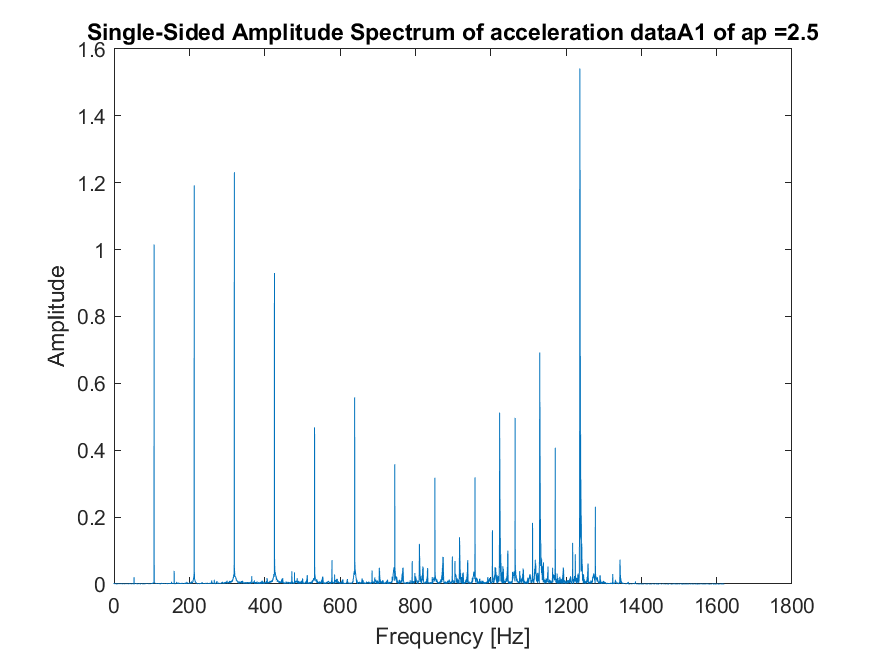 Single-Sided Amplitude Spectrum of acceleration dataA1 of ap =2.5
1.6
1.4
1.2
1
0.8
0.6
0.4
0.2
0
Amplitude
0 200 400 600 800 1000 1200 1400 1600 1800
Frequency [Hz]